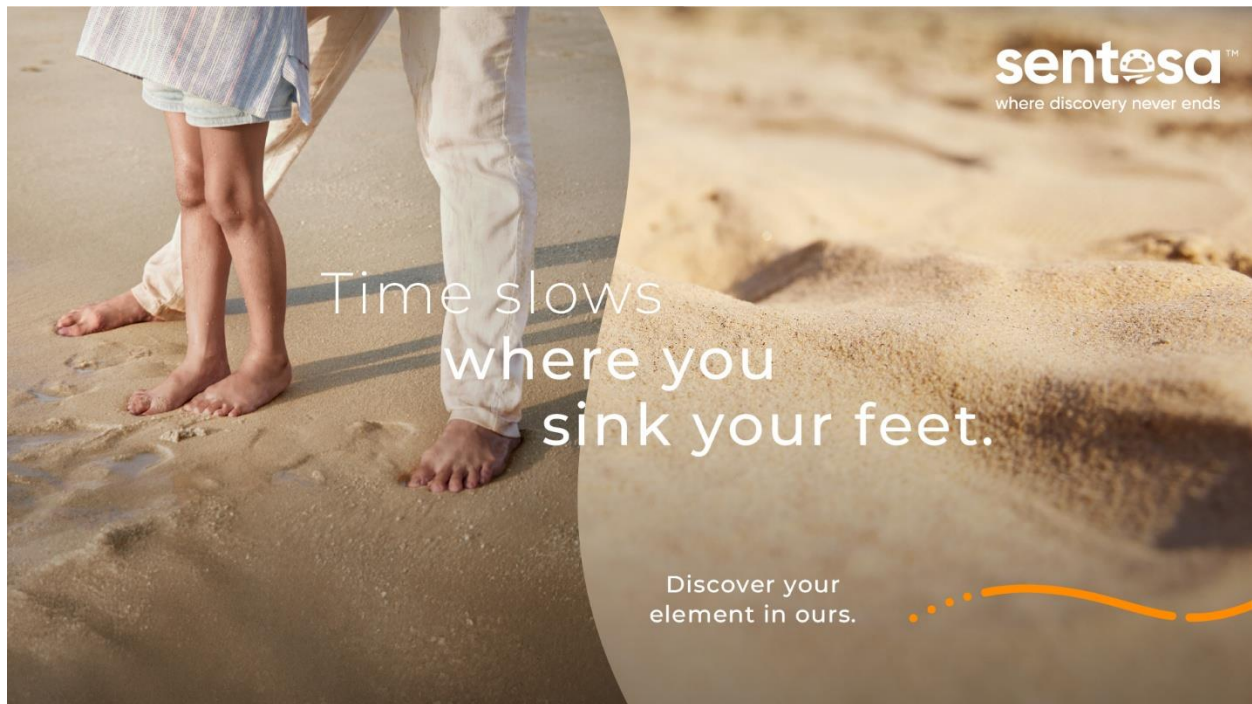 sentosa™
where discovery never ends
Time slows
where you
sink your feet.
Discover your
element in ours.